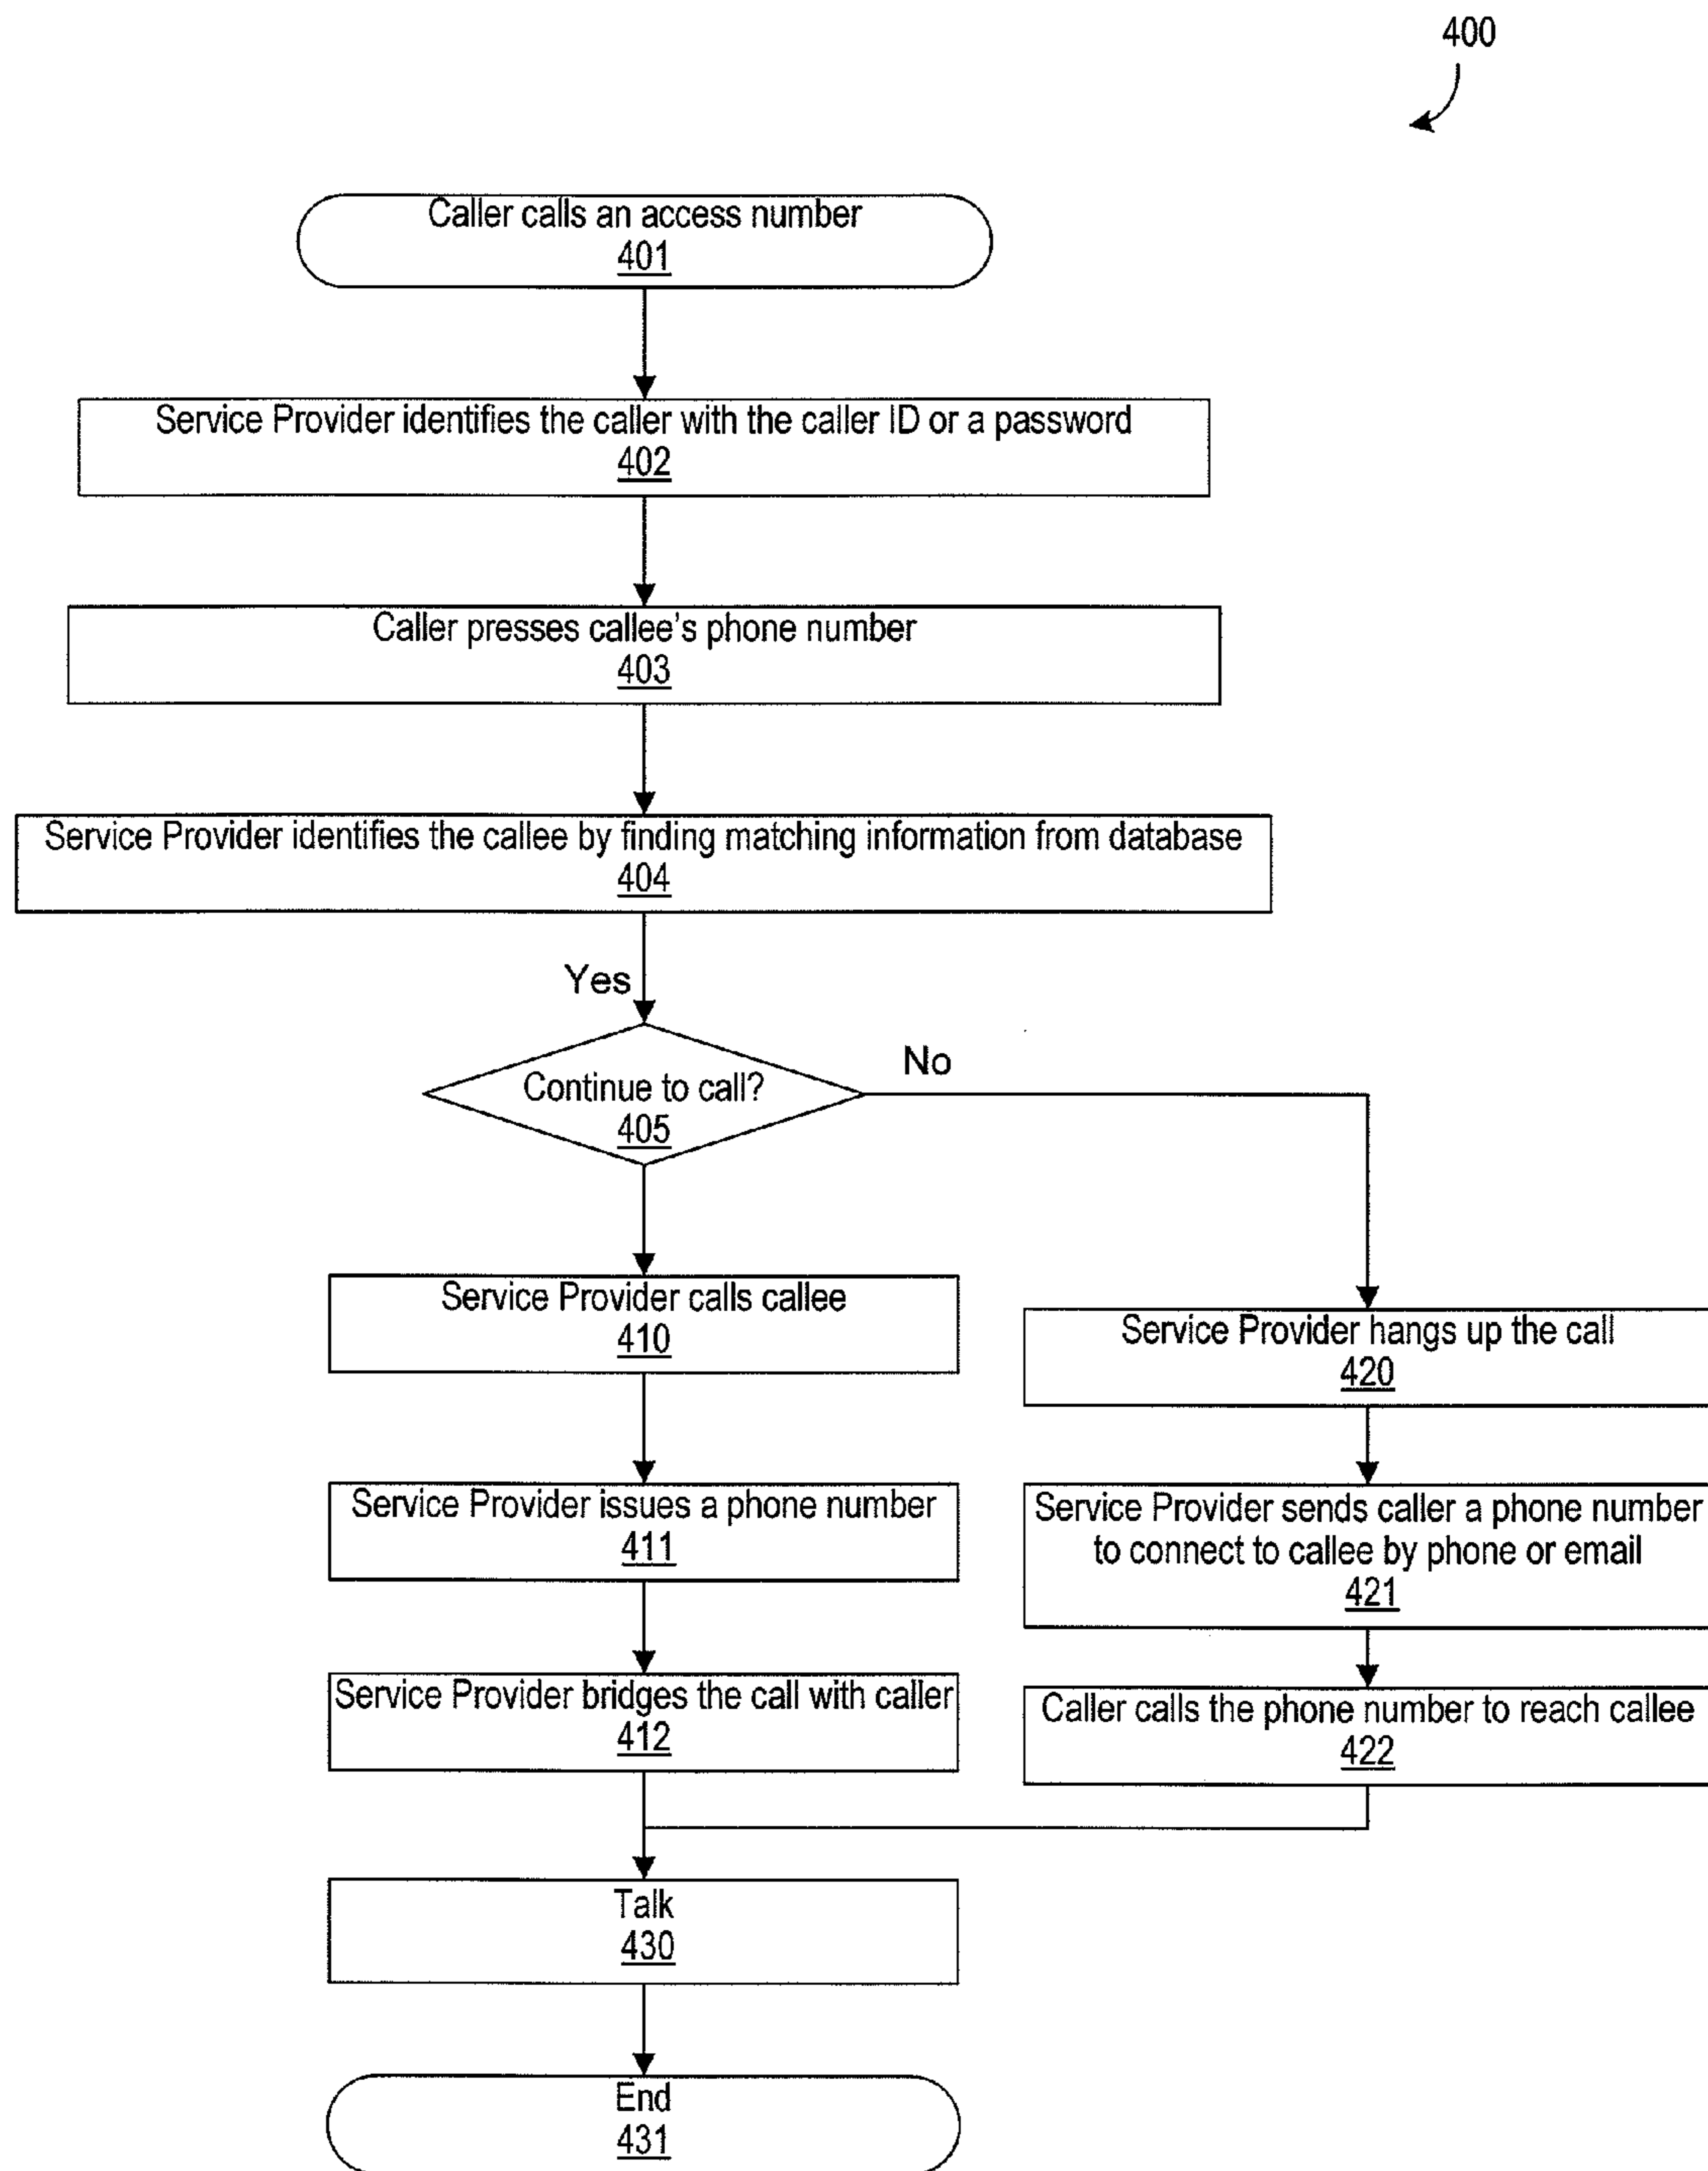 400
Caller calls an access number
401
Service Provider identifies the caller with the caller ID or a password
402
Caller presses callee's phone number
403
Service Provider identifies the callee by finding matching information from database
404
Yes
Continue to call?
405
No
Service Provider calls callee
410
Service Provider issues a phone number
411
Service Provider bridges the call with caller
412
Service Provider hangs up the call
420
Service Provider sends caller a phone number
to connect to callee by phone or email
421
Caller calls the phone number to reach callee
422
Talk
430
End
431